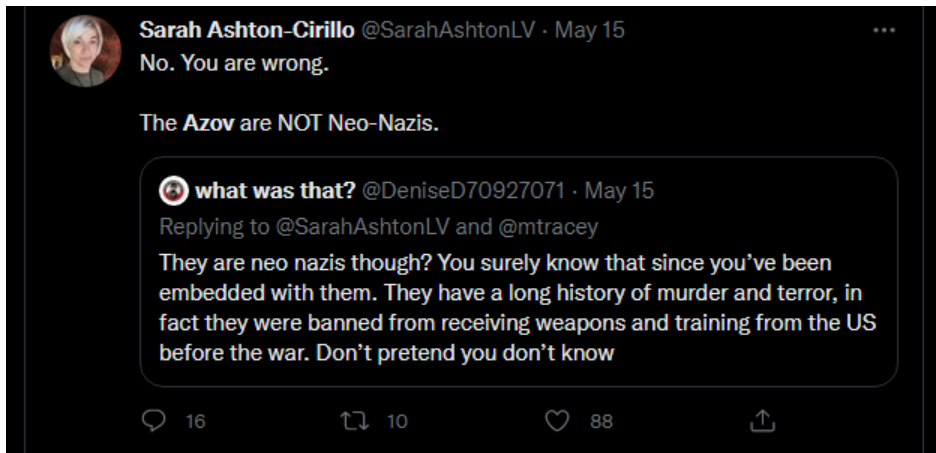 Sarah Ashton-Cirillo @SarahAshtonLV · May 15
No. You are wrong.
The Azov are NOT Neo-Nazis.
what was that? @DeniseD70927071 · May 15
Replying to @SarahAshtonLV and @mtracey
They are neo nazis though? You surely know that since you've been
embedded with them. They have a long history of murder and terror, in
fact they were banned from receiving weapons and training from the US
before the war. Don't pretend you don't know
16 10 88